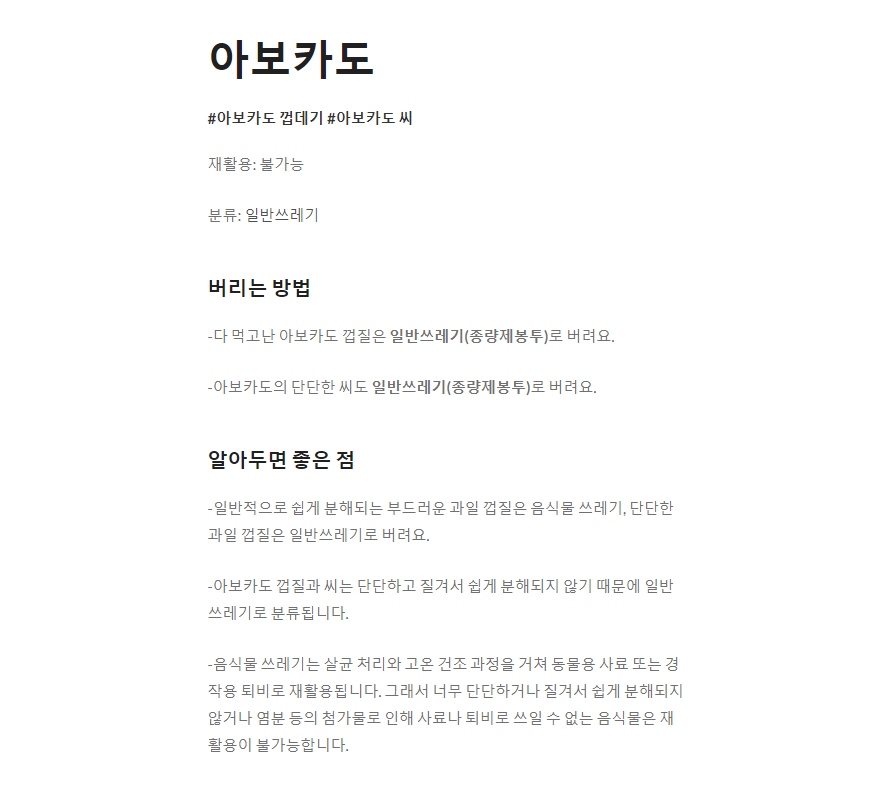 아보카도
#아보카도 껍데기 #아보카도 씨
재활용: 불가능
분류: 일반쓰레기
버리는 방법
-다 먹고난 아보카도 껍질은 일반쓰레기(종량제봉투)로 버려요.
-아보카도의 단단한 씨도 일반쓰레기(종량제봉투)로 버려요.
알아두면 좋은 점
-일반적으로 쉽게 분해되는 부드러운 과일 껍질은 음식물 쓰레기, 단단한
과일 껍질은 일반쓰레기로 버려요.
-아보카도 껍질과 씨는 단단하고 질겨서 쉽게 분해되지 않기 때문에 일반
쓰레기로 분류됩니다.
-음식물 쓰레기는 살균 처리와 고온 건조 과정을 거쳐 동물용 사료 또는 경
작용 퇴비로 재활용됩니다. 그래서 너무 단단하거나 질겨서 쉽게 분해되지
않거나 염분 등의 첨가물로 인해 사료나 퇴비로 쓰일 수 없는 음식물은 재
활용이 불가능합니다.